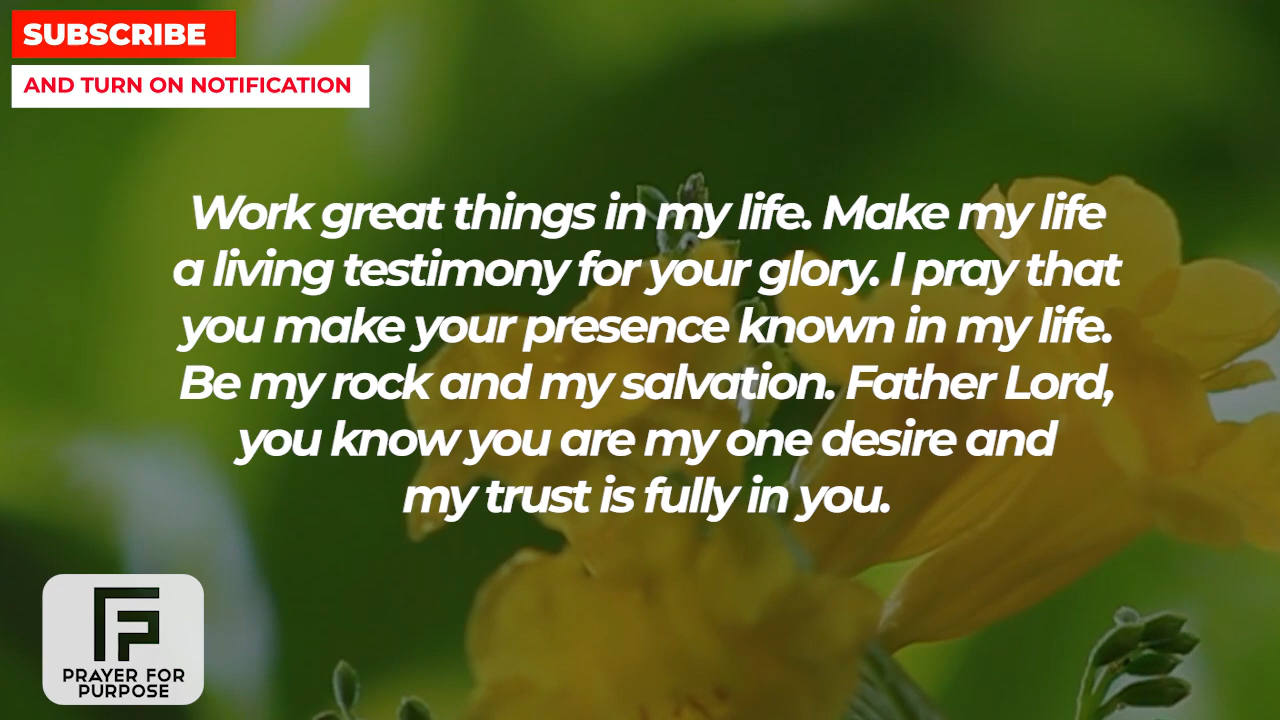 SUBSCRIBE
AND TURN ON NOTIFICATION
Work great things in my life. Make my life
a living testimony for your glory. I pray that
you make your presence known in my life.
Be my rock and my salvation. Father Lord,
you know you are my one desire and
my trust is fully in you.
PRAYER FOR
PURPOSE